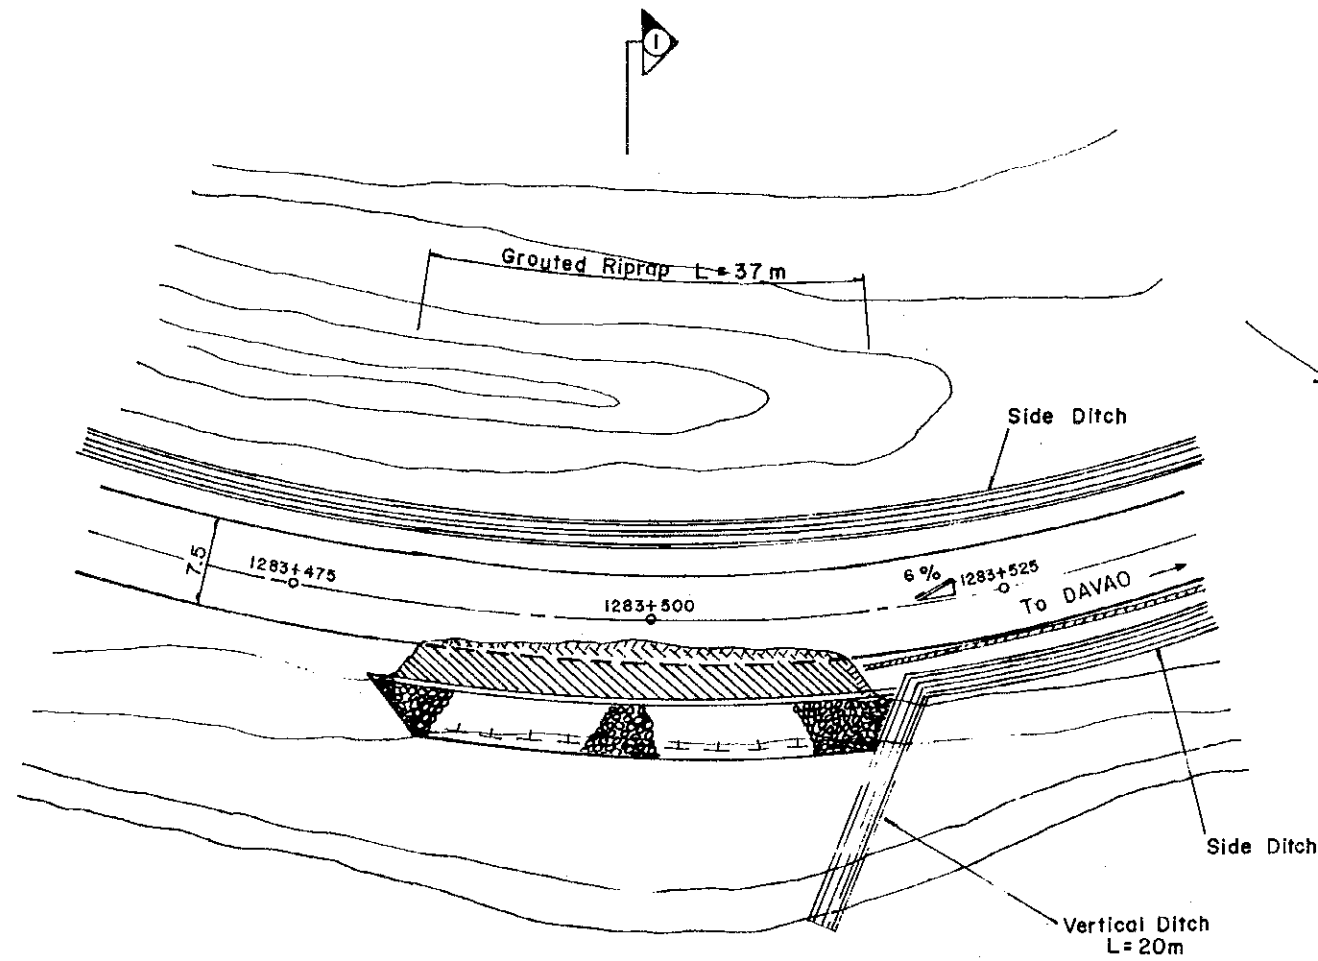 1
Grouted Riprap L = 37 m
Side Ditch
7.5
1283+475
1283+500
6 %
1283+525
To DAVAO
Side Ditch
Vertical Ditch
L = 20m